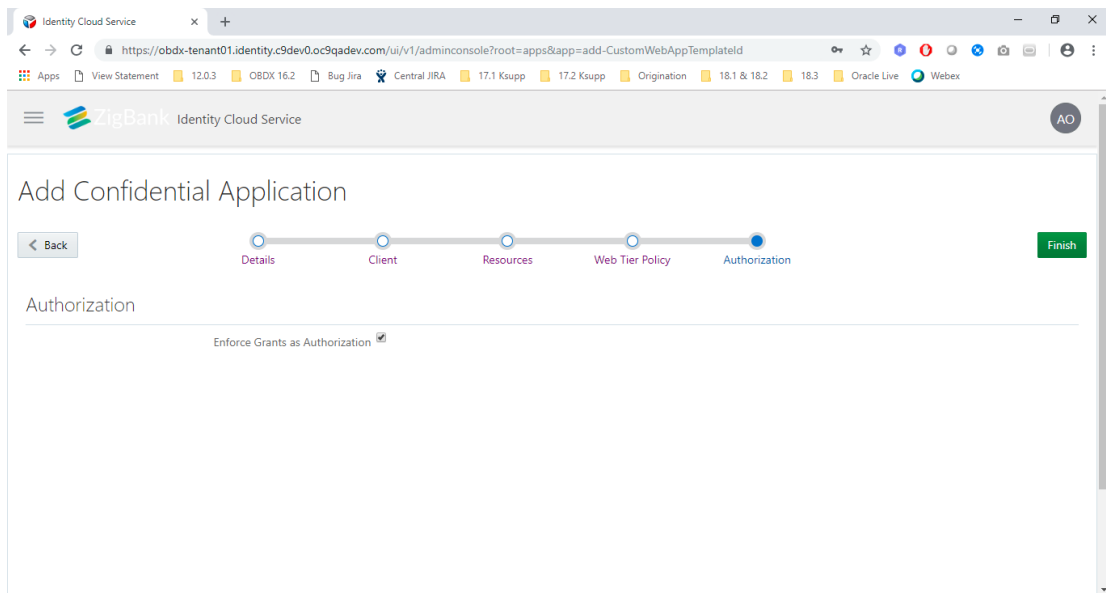 Identity Cloud Service
https://obdx-tenant01.identity.c9dev0.oc9qadev.com/ui/v1/adminconsole?root=apps&app=add-CustomWebAppTemplateId
Apps View Statement 12.0.3 OBDX 16.2 Bug Jira Central JIRA 17.1 Ksupp 17.2 Ksupp Origination 18.1 & 18.2 18.3 Oracle Live Webex
ZigBank Identity Cloud Service AO
Add Confidential Application
Back Finish
Details Client Resources Web Tier Policy Authorization
Authorization
Enforce Grants as Authorization